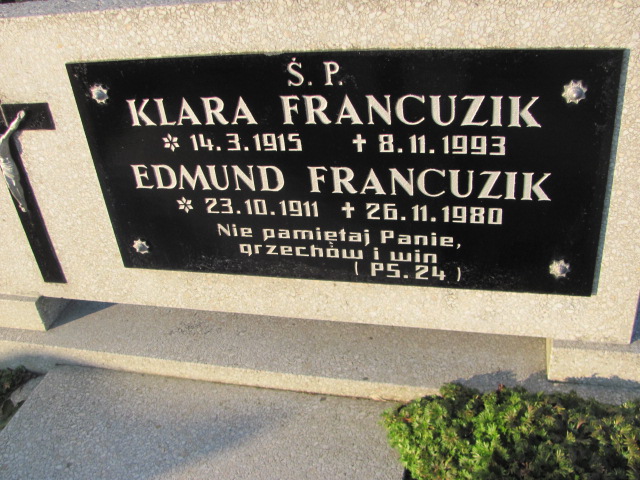 Ś. P.
KLARA FRANCUZIK
* 14.3.1915 + 8.11.1993
EDMUND FRANCUZIK
* 23.10.1911 + 26.11.1980
Nie pamiętaj Panie,
grzechów i win
(PS. 24)